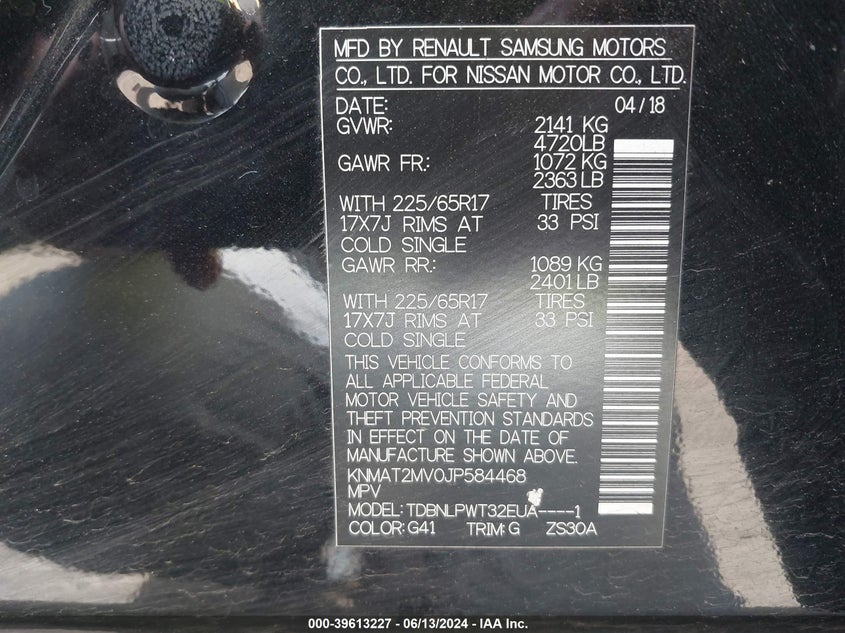 MFD BY RENAULT SAMSUNG MOTORS
CO., LTD. FOR NISSAN MOTOR CO., LTD.
DATE: 04/18
GVWR: 2141 KG
4720LB
GAWR FR.: 1072 KG
2363 LB
WITH 225/65R17 TIRES
17X7J RIMS AT 33 PSI
COLD SINGLE
GAWR RR.: 1089 KG
2401 LB
WITH 225/65R17 TIRES
17X7J RIMS AT 33 PSI
COLD SINGLE
THIS VEHICLE CONFORMS TO
ALL APPLICABLE FEDERAL
MOTOR VEHICLE SAFETY AND
THEFT PREVENTION STANDARDS
IN EFFECT ON THE DATE OF
MANUFACTURE SHOWN ABOVE.
KNMAT2MV0JP584468
MPV
MODEL: TDBNLPWT32EUA----1
COLOR: G41 TRIM: G ZS30A
000-39613227 - 06/13/2024 - IAA Inc.